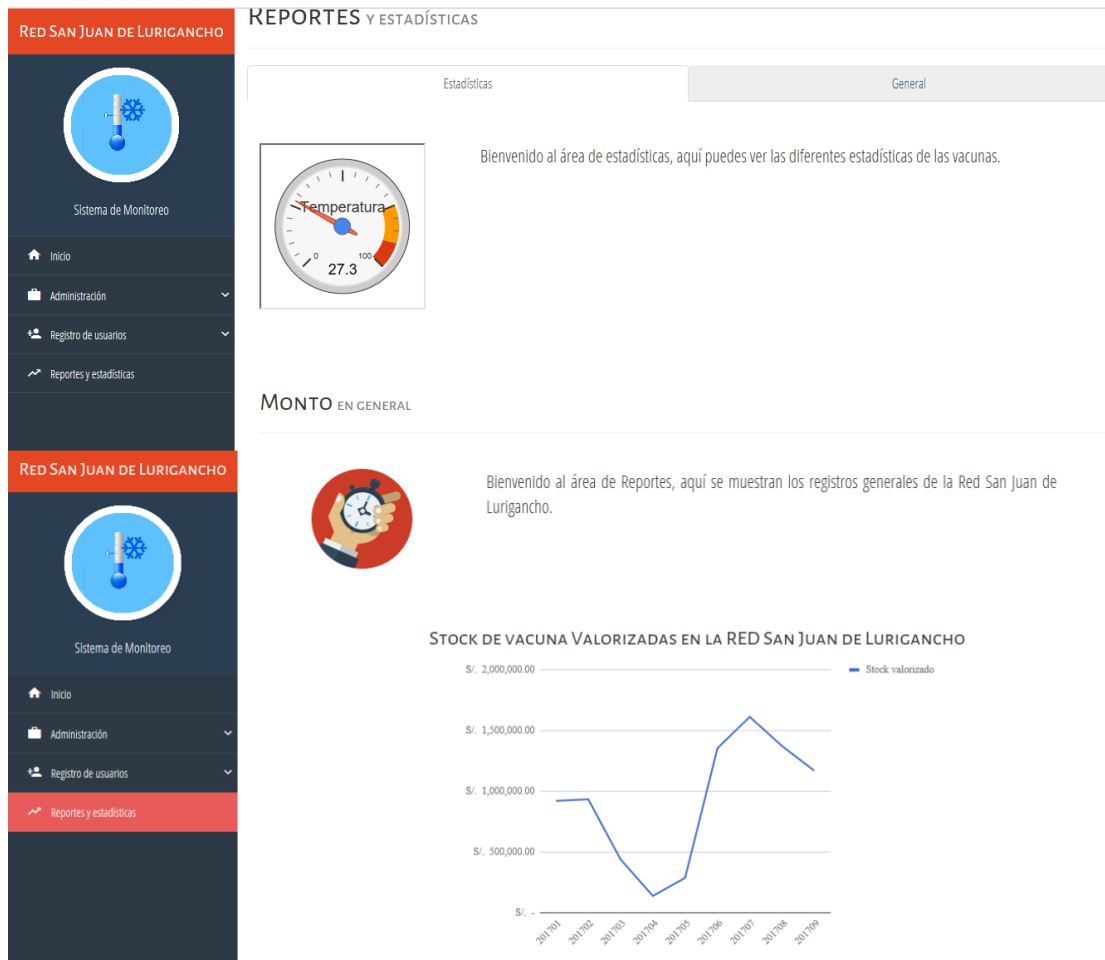 RED SAN JUAN DE LURIGANCHO
Sistema de Monitoreo
Inicio
Administración
Registro de usuarios
Reportes y estadísticas
REPORTES Y ESTADÍSTICAS
Estadísticas
General
Bienvenido al área de estadísticas, aquí puedes ver las diferentes estadísticas de las vacunas.
Temperatura
0
100
27.3
MONTO EN GENERAL
RED SAN JUAN DE LURIGANCHO
Sistema de Monitoreo
Inicio
Administración
Registro de usuarios
Reportes y estadísticas
Bienvenido al área de Reportes, aquí se muestran los registros generales de la Red San Juan de
Lurigancho.
STOCK DE VACUNA VALORIZADAS EN LA RED SAN JUAN DE LURIGANCHO
S/. 2,000,000.00
S/. 1,500,000.00
S/. 1,000,000.00
S/. 500,000.00
S/. -
Stock valorizado
201701
201702
201703
201704
201705
201706
201707
201708
201709